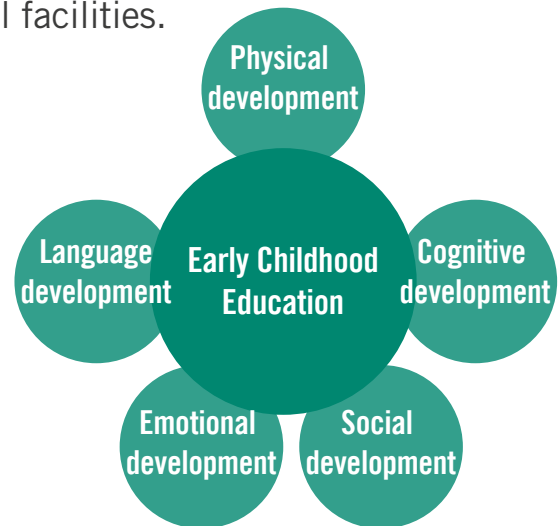 l facilities.
Physical
development
Language
development
Early Childhood
Education
Cognitive
development
Emotional
development
Social
development